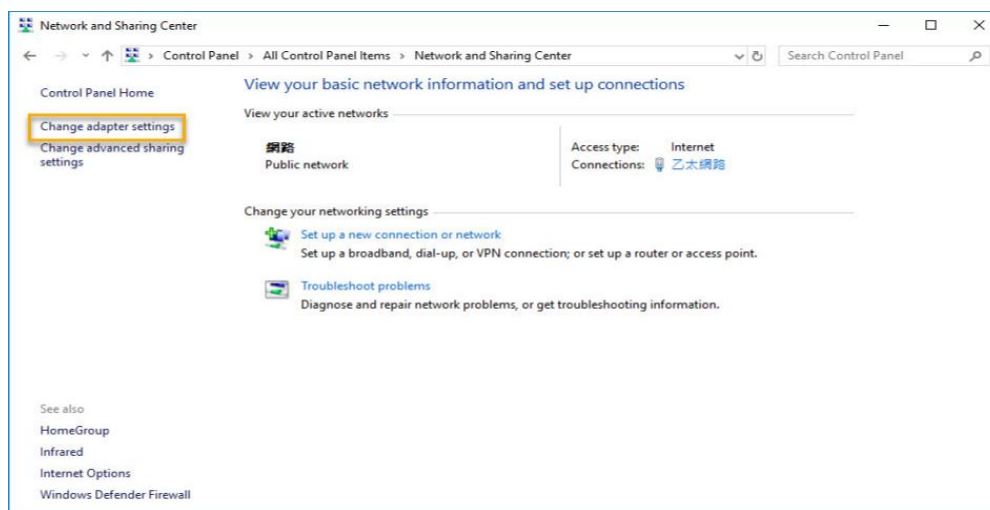 Network and Sharing Center
Control Panel > All Control Panel Items > Network and Sharing Center
Search Control Panel
Control Panel Home
Change adapter settings
Change advanced sharing
settings
View your basic network information and set up connections
View your active networks
網路
Public network
Access type: Internet
Connections: 乙太網路
Change your networking settings
Set up a new connection or network
Set up a broadband, dial-up, or VPN connection; or set up a router or access point.
Troubleshoot problems
Diagnose and repair network problems, or get troubleshooting information.
See also
HomeGroup
Infrared
Internet Options
Windows Defender Firewall